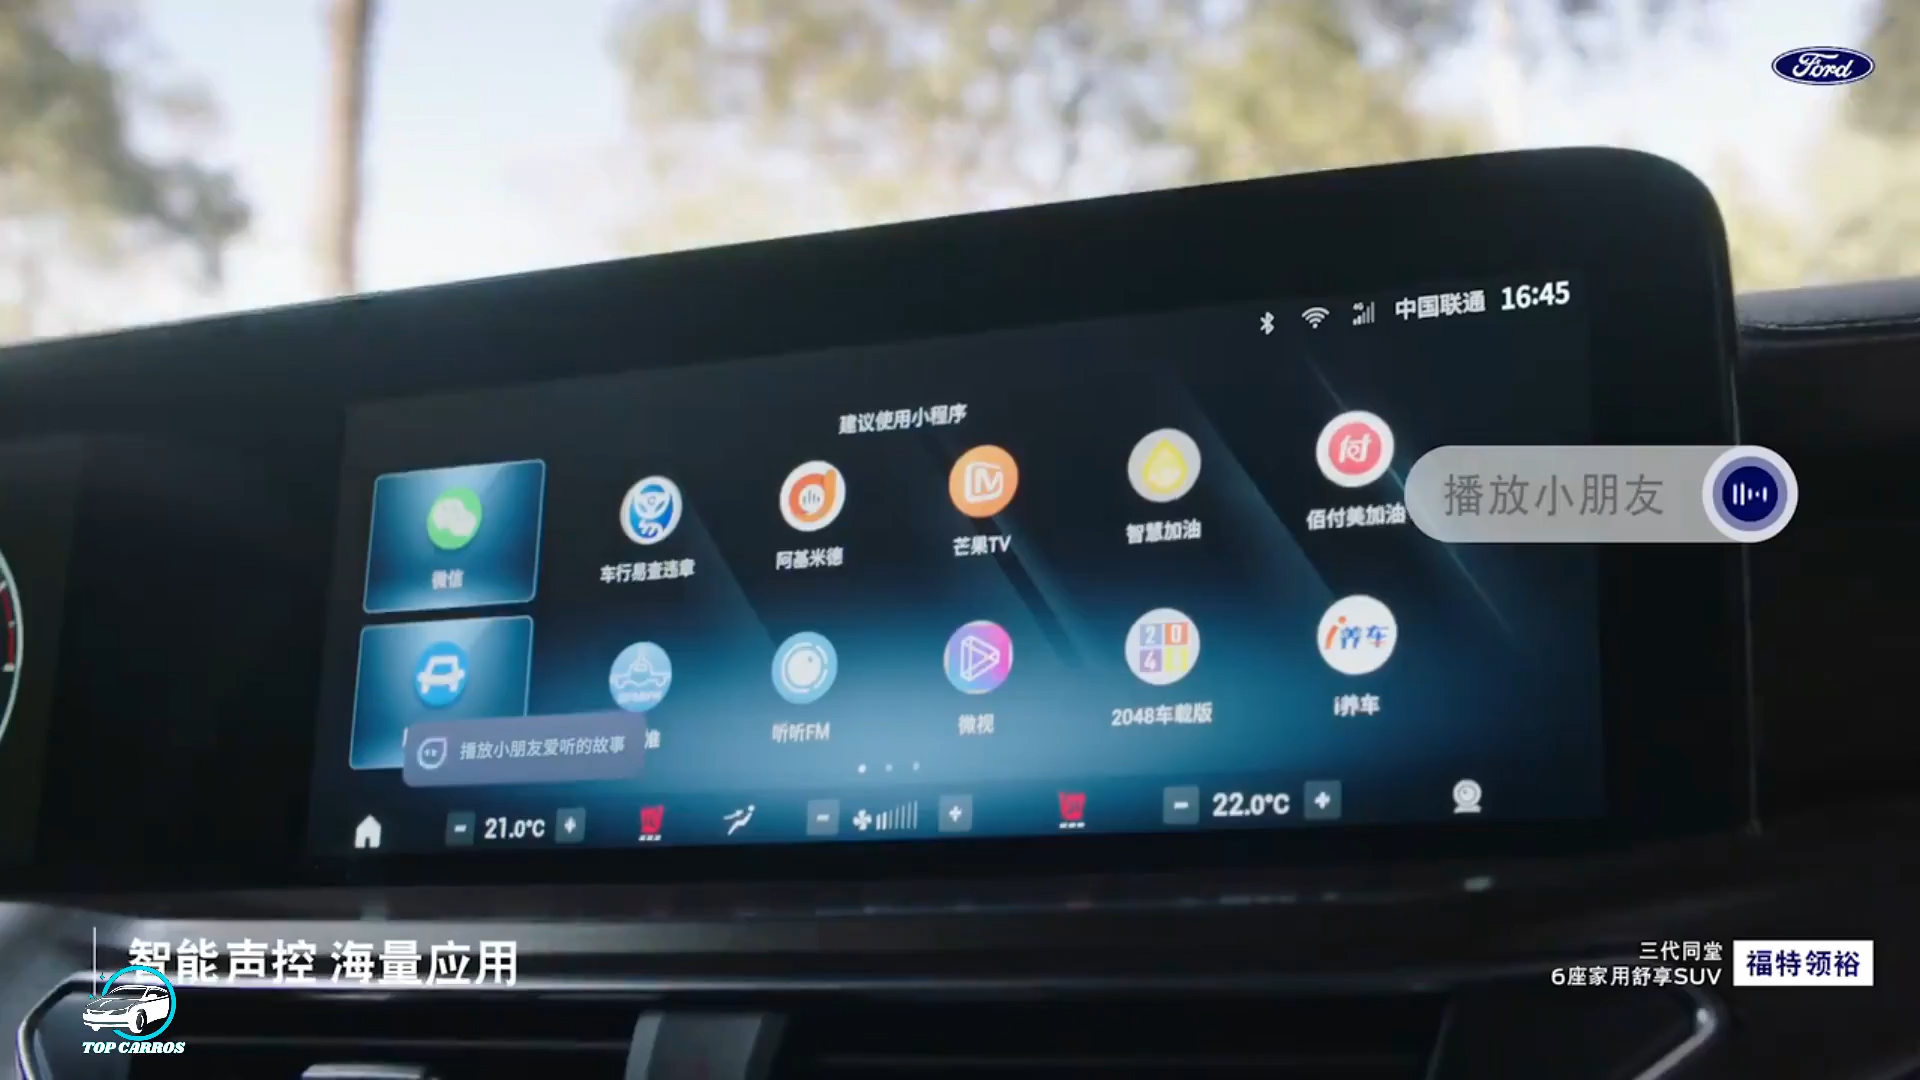 Ford
中国联通 16:45
建议使用小程序
微信
车行易查违章
阿基米德
芒果TV
智慧加油
付
佰付美加油
播放小朋友
i养车
听听FM
微视
2048车载版
i养车
准
播放小朋友爱听的故事
21.0°C
22.0°C
智能声控 海量应用
三代同堂
6座家用舒享SUV
福特领裕
TOP CARROS